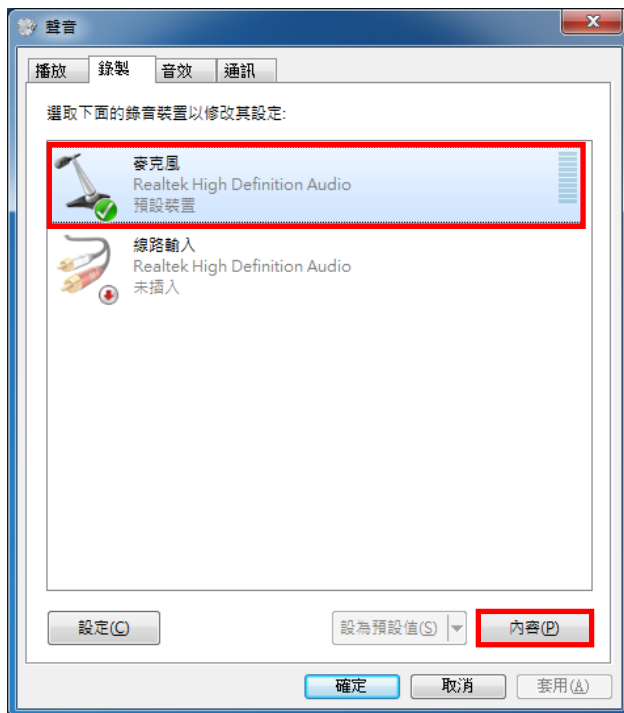 聲音
播放 錄製 音效 通訊
選取下面的錄音裝置以修改其設定:
麥克風
Realtek High Definition Audio
預設裝置
線路輸入
Realtek High Definition Audio
未插入
設定(C) 設為預設值(S) 內容(P)
確定 取消 套用(A)